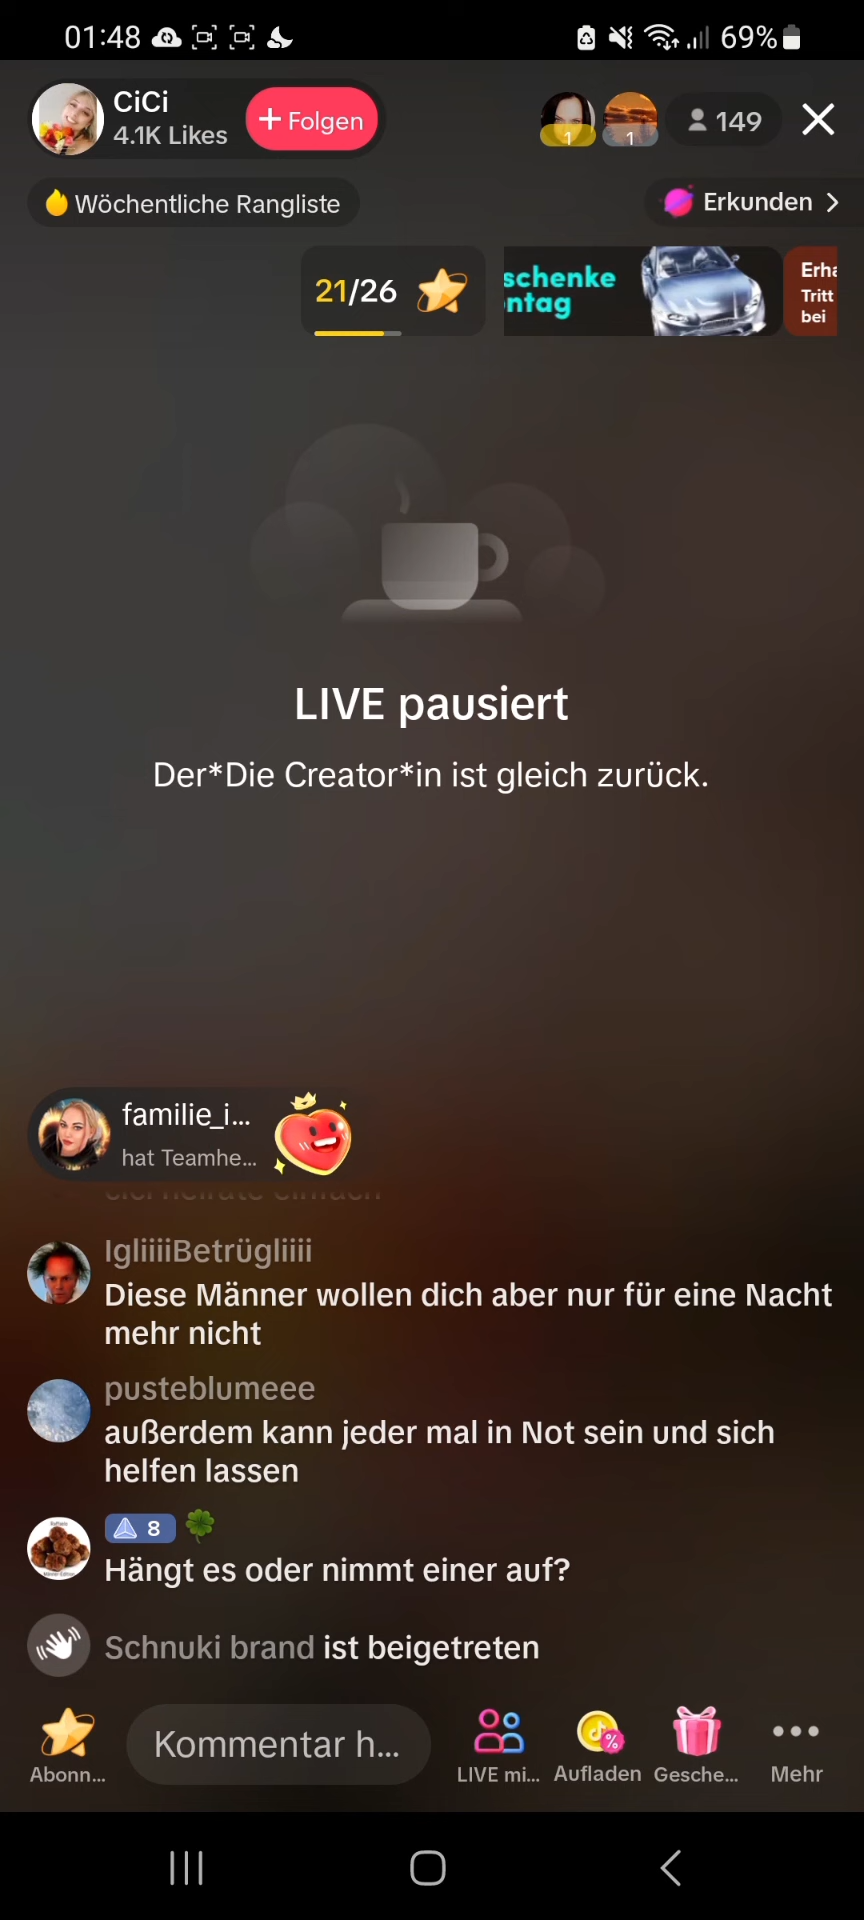 01:48
69%
CiCi
4.1K Likes
+ Folgen
1
1
149
Wöchentliche Rangliste
Erkunden >
21/26
schenke
ntag
Erha
Tritt
bei
LIVE pausiert
Der*Die Creator*in ist gleich zurück.
familie_i...
hat Teamhe...
IgliiiiBetrügliiii
Diese Männer wollen dich aber nur für eine Nacht
mehr nicht
pusteblumeee
außerdem kann jeder mal in Not sein und sich
helfen lassen
8
Hängt es oder nimmt einer auf?
Schnuki brand ist beigetreten
Kommentar h...
Abonn...
LIVE mi...
Aufladen
Gesche...
Mehr